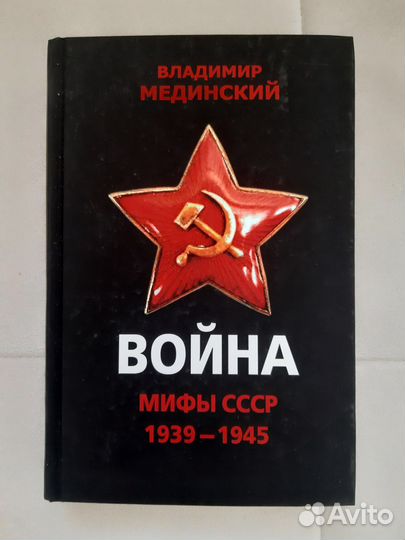 ВЛАДИМИР
МЕДИНСКИЙ
ВОЙНА
МИФЫ СССР
1939–1945
Avito